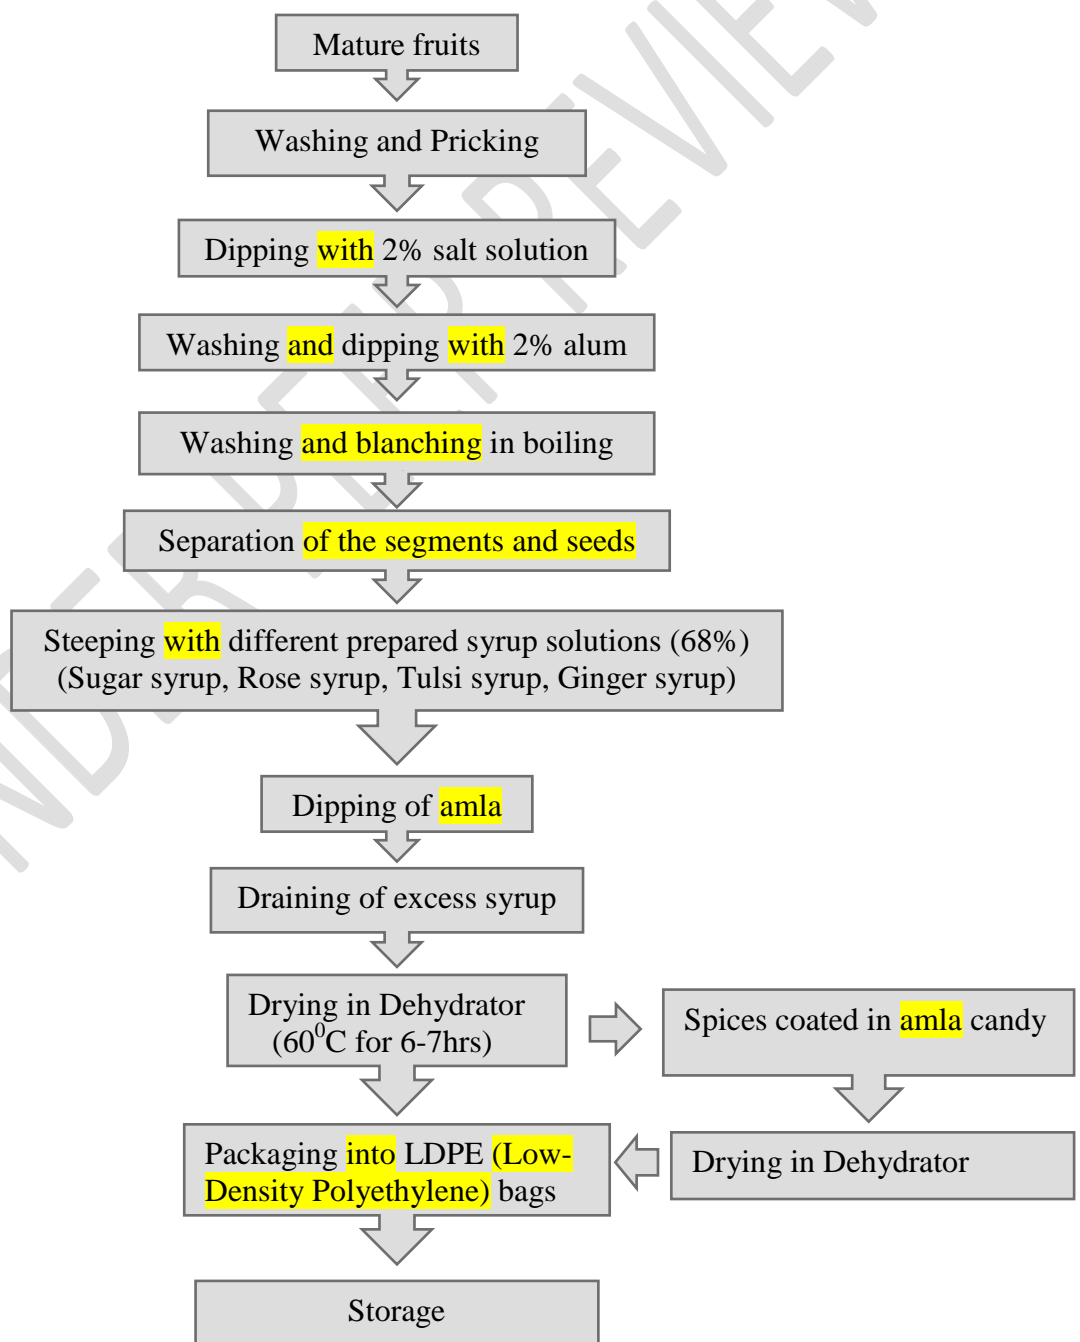 Mature fruits
Washing and Pricking
Dipping with 2% salt solution
Washing and dipping with 2% alum
Washing and blanching in boiling
Separation of the segments and seeds
Steeping with different prepared syrup solutions (68%)
(Sugar syrup, Rose syrup, Tulsi syrup, Ginger syrup)
Dipping of amla
Draining of excess syrup
Drying in Dehydrator
(60⁰C for 6-7hrs)
Spices coated in amla candy
Drying in Dehydrator
Packaging into LDPE (Low-
Density Polyethylene) bags
Storage
UNDER PEER REVIEW